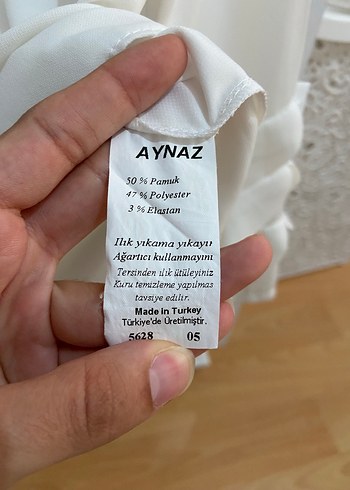 AYNAZ
50 % Pamuk
47 % Polyester
3 % Elastan
Ilık yıkama yıkayır
Ağartıcı kullanmayını
Tersinden ılık ütüleyiniz
Kuru temizleme yapılmas
tavsiye edilir.
Made In Turkey
Türkiye'de Üretilmiştir.
5628 05